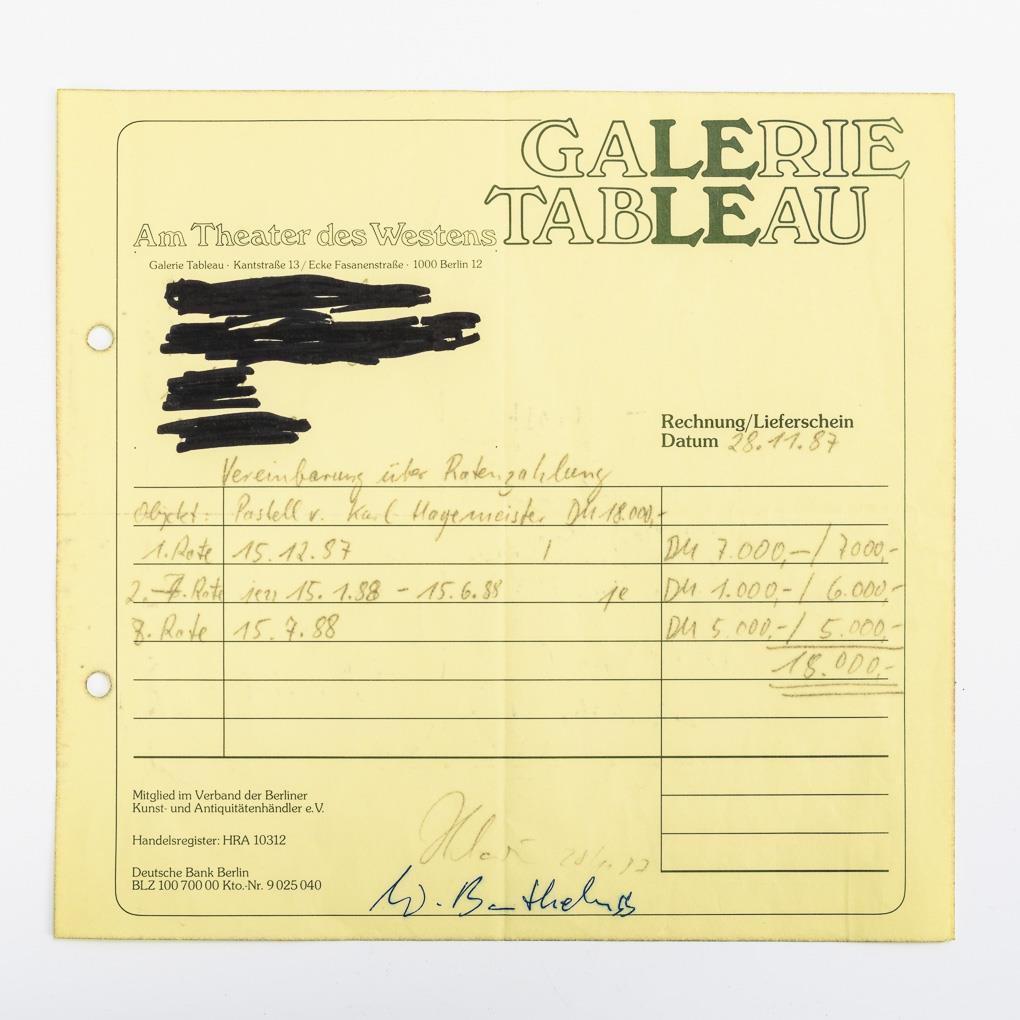 GALERIE
TABLEAU
Am Theater des Westens
Galerie Tableau · Kantstraße 13 / Ecke Fasanenstraße · 1000 Berlin 12
Rechnung/Lieferschein
Datum 28.11.87
Vereinbarung über Ratenzahlung
Objekt: Pastell v. Karl Hagemeister DM 18.000,-
1. Rate 15.12.87 / DM 7.000,-/ 7000,-
2.-7. Rate 15.1.88 - 15.6.88 je DM 1.000,-/ 6.000,-
8. Rate 15.7.88 DM 5.000,-/ 5.000,-
18.000,-
Mitglied im Verband der Berliner
Kunst- und Antiquitätenhändler e.V.
Handelsregister: HRA 10312
Deutsche Bank Berlin
BLZ 100 700 00 Kto.-Nr. 9 025 040
W.